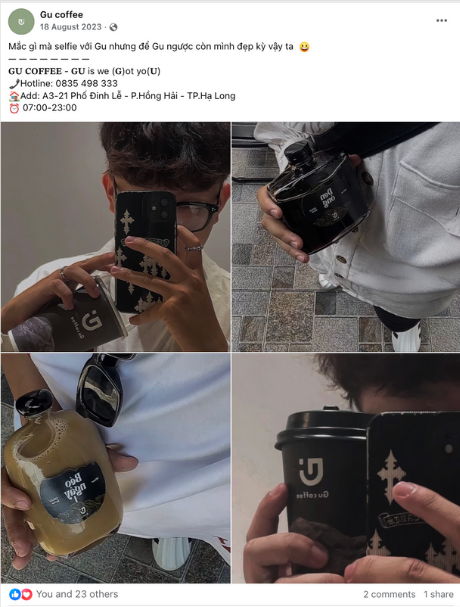 Gu coffee
18 August 2023 ·
Mắc gì mà selfie với Gu nhưng để Gu ngược còn mình đẹp kỳ vậy ta 😀
— — — — — — — —
𝐆𝐔 𝐂𝐎𝐅𝐅𝐄𝐄 - 𝐆𝐔 is we (𝐆)ot yo(𝐔)
📞Hotline: 0835 498 333
🏠Add: A3-21 Phố Đinh Lễ - P.Hồng Hải - TP.Hạ Long
⏰ 07:00-23:00
Gu coffee
Đen
ngây
Béo
ngậy
Gu coffee
You and 23 others
2 comments 1 share